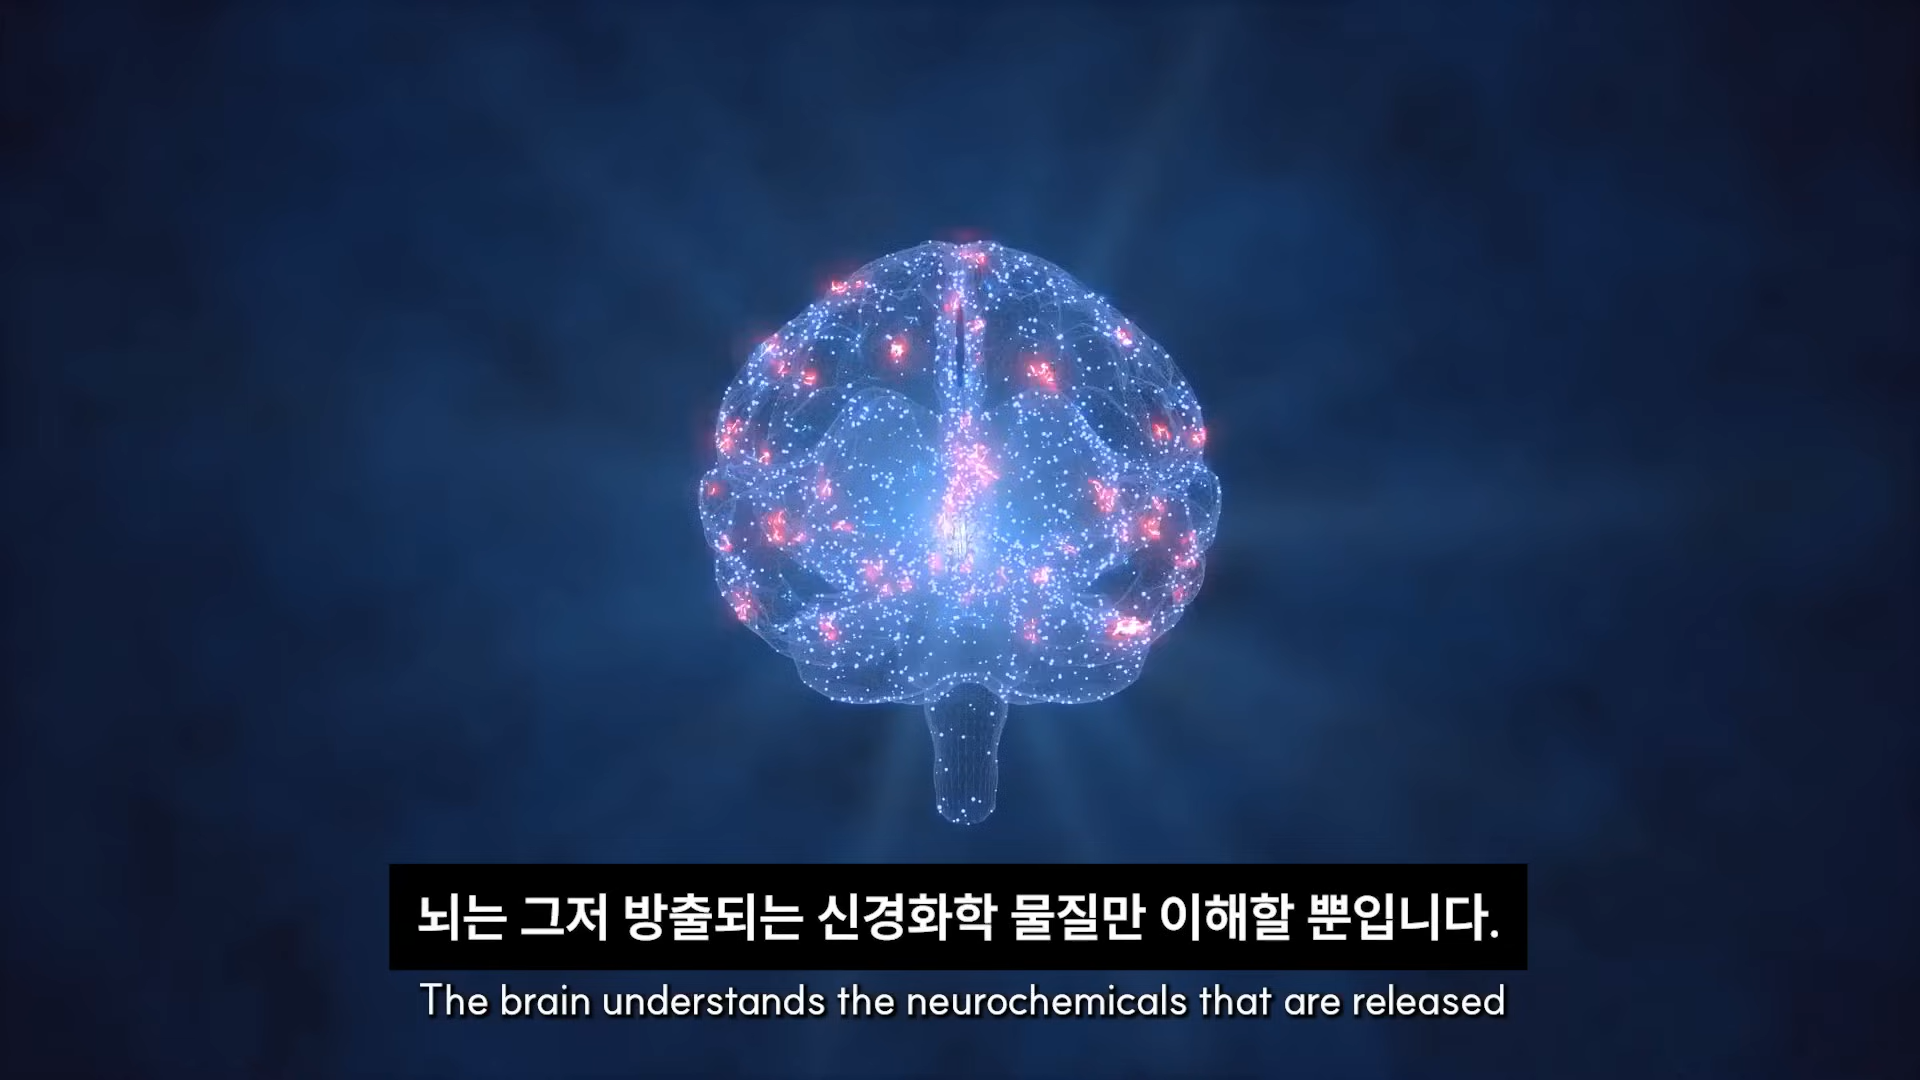 뇌는 그저 방출되는 신경화학 물질만 이해할 뿐입니다.
The brain understands the neurochemicals that are released